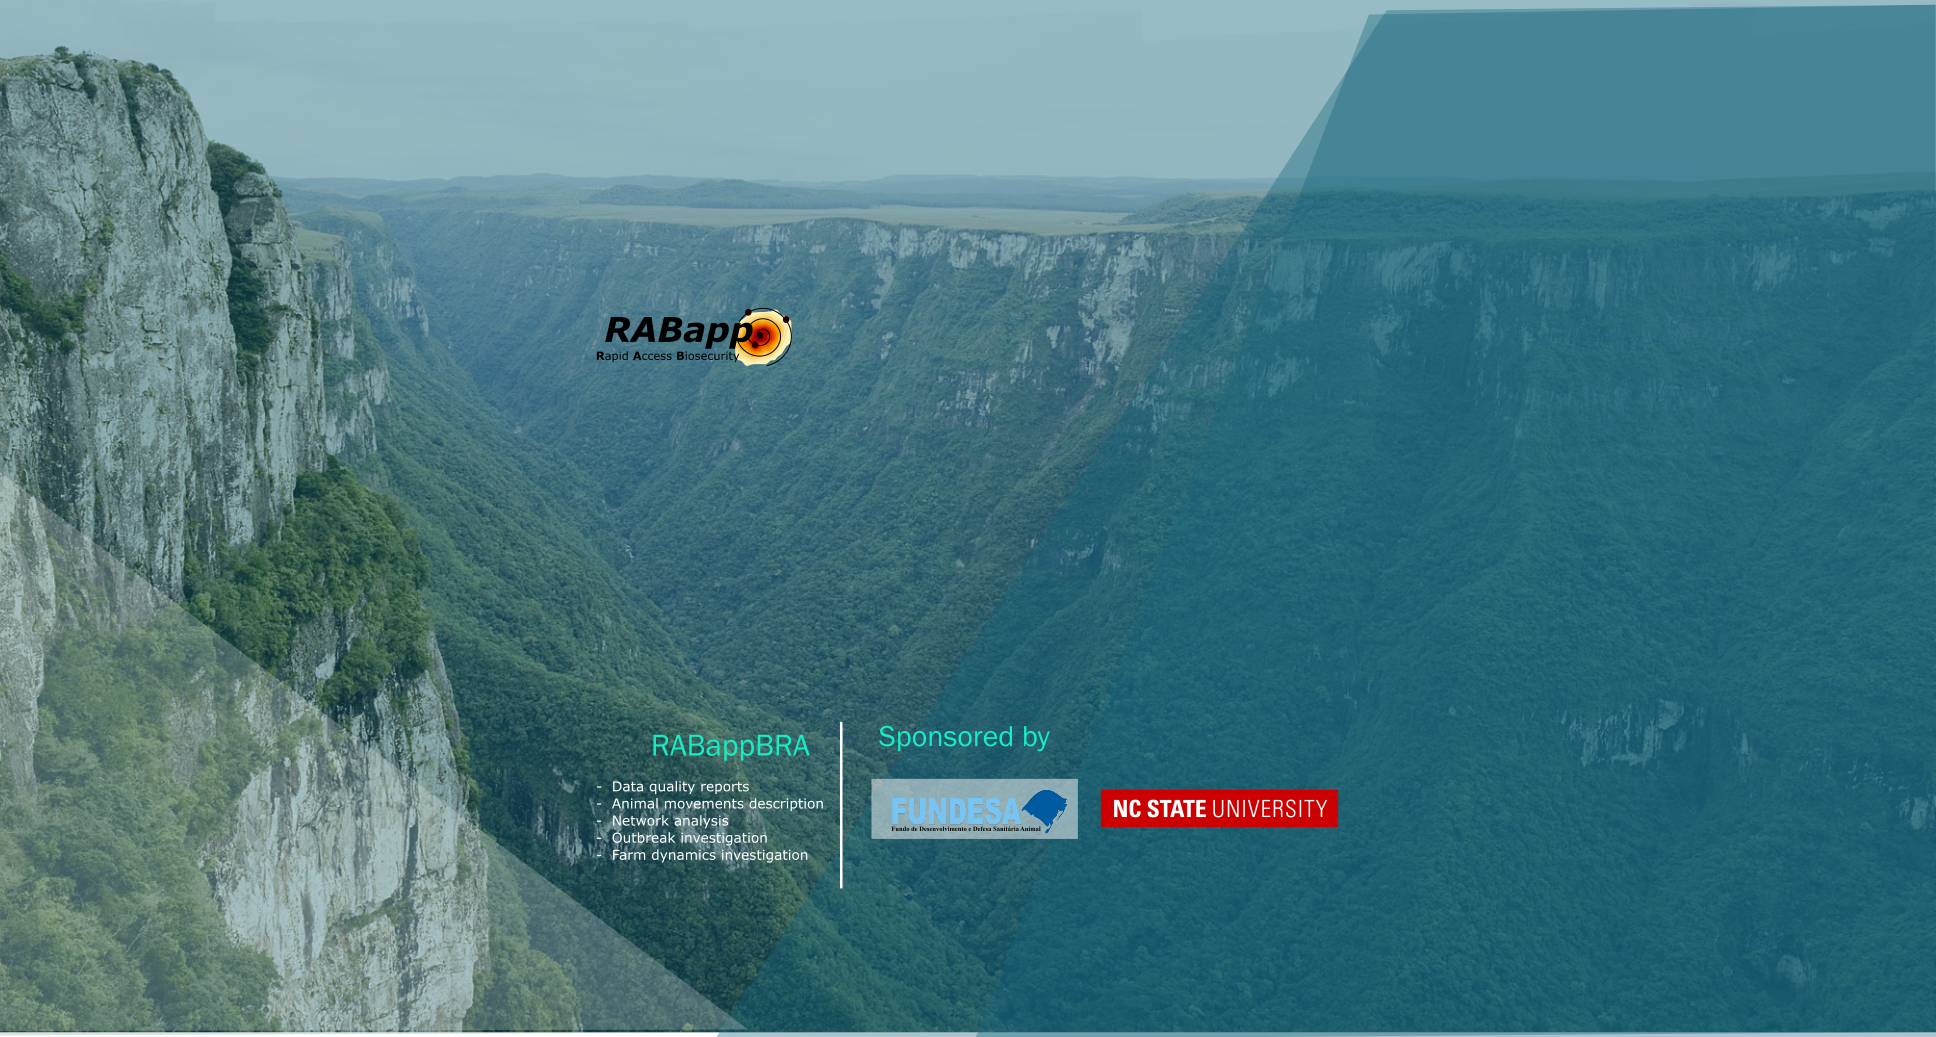 RABapp
Rapid Access Biosecurity
RABappBRA
- Data quality reports
- Animal movements description
- Network analysis
- Outbreak investigation
- Farm dynamics investigation
Sponsored by
FUNDESA
Fundo de Desenvolvimento e Defesa Sanitária Animal
NC STATE UNIVERSITY